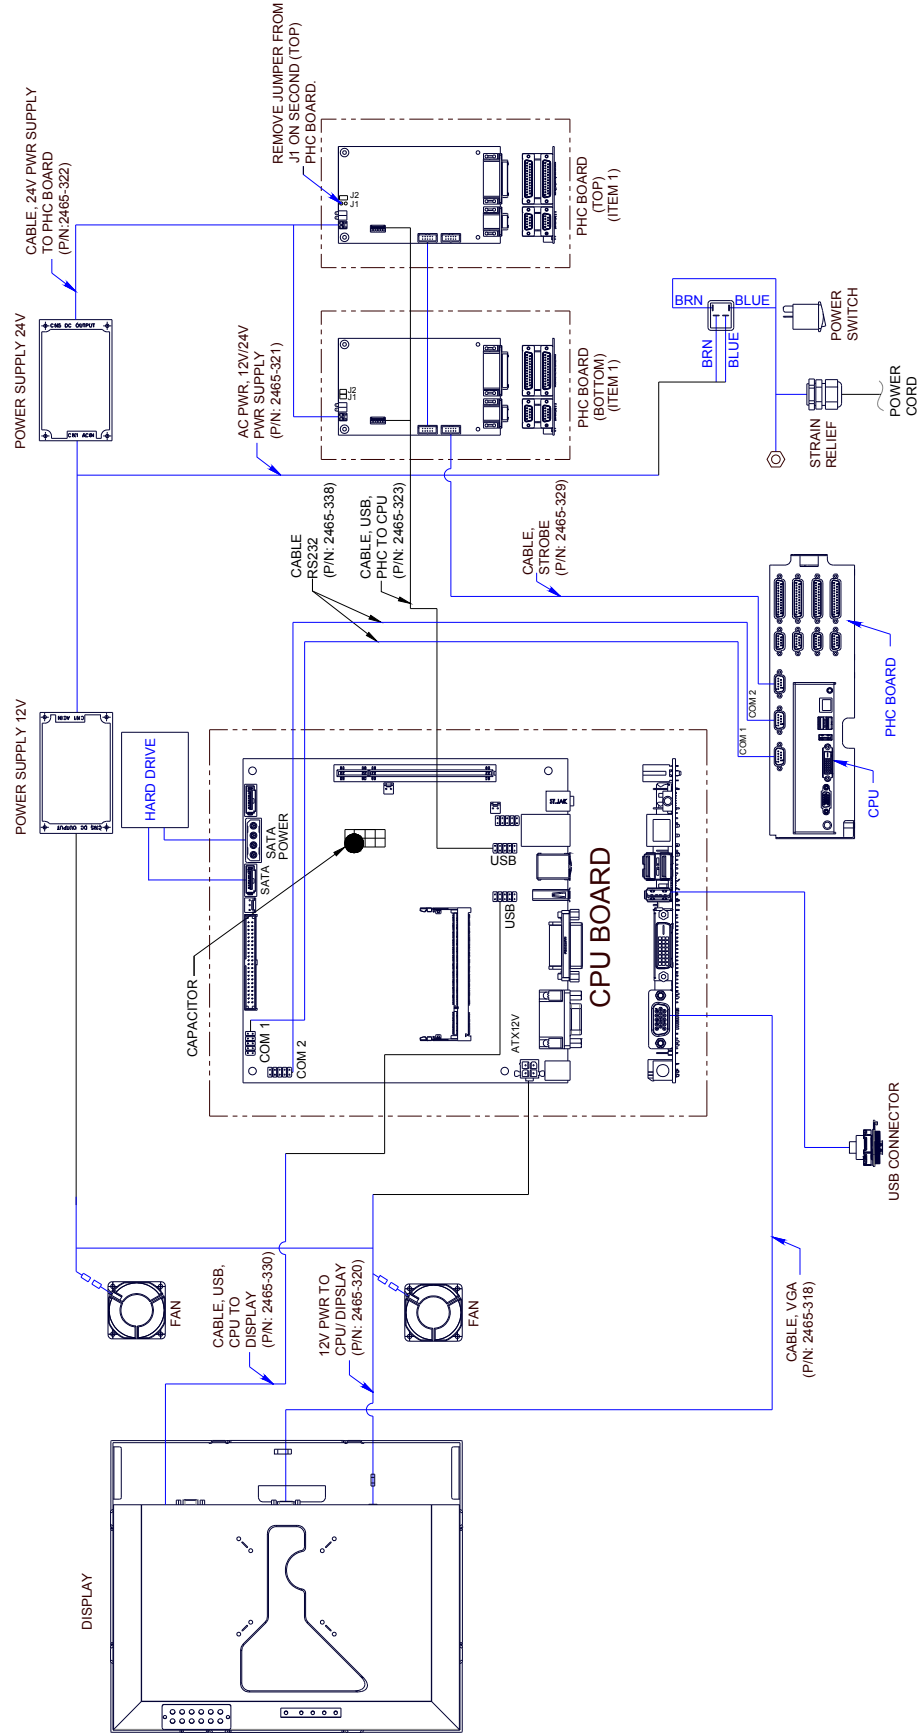 DISPLAY
FAN
CABLE, USB,
CPU TO
DISPLAY
(P/N: 2465-330)
12V PWR TO
CPU/ DIPSLAY
(P/N: 2465-320)
FAN
CABLE, VGA
(P/N: 2465-318)
USB CONNECTOR
POWER SUPPLY 12V
CN1 ACIN
HARD DRIVE
CAPACITOR
COM 1
COM 2
SATA
SATA
POWER
USB
USB
ATX12V
CPU BOARD
POWER SUPPLY 24V
CN1 ACIN
CABLE, 24V PWR SUPPLY
TO PHC BOARD
(P/N:2465-322)
AC PWR, 12V/24V
PWR SUPPLY
(P/N: 2465-321)
CABLE
RS232
(P/N: 2465-338)
CABLE, USB,
PHC TO CPU
(P/N: 2465-323)
CABLE,
STROBE
(P/N: 2465-329)
REMOVE JUMPER FROM
J1 ON SECOND (TOP)
PHC BOARD.
J2
J1
PHC BOARD
(TOP)
(ITEM 1)
J1
PHC BOARD
(BOTTOM)
(ITEM 1)
BRN
BLUE
BRN
BLUE
POWER
SWITCH
STRAIN
RELIEF
POWER
CORD
COM 1
COM 2
CPU
PHC BOARD